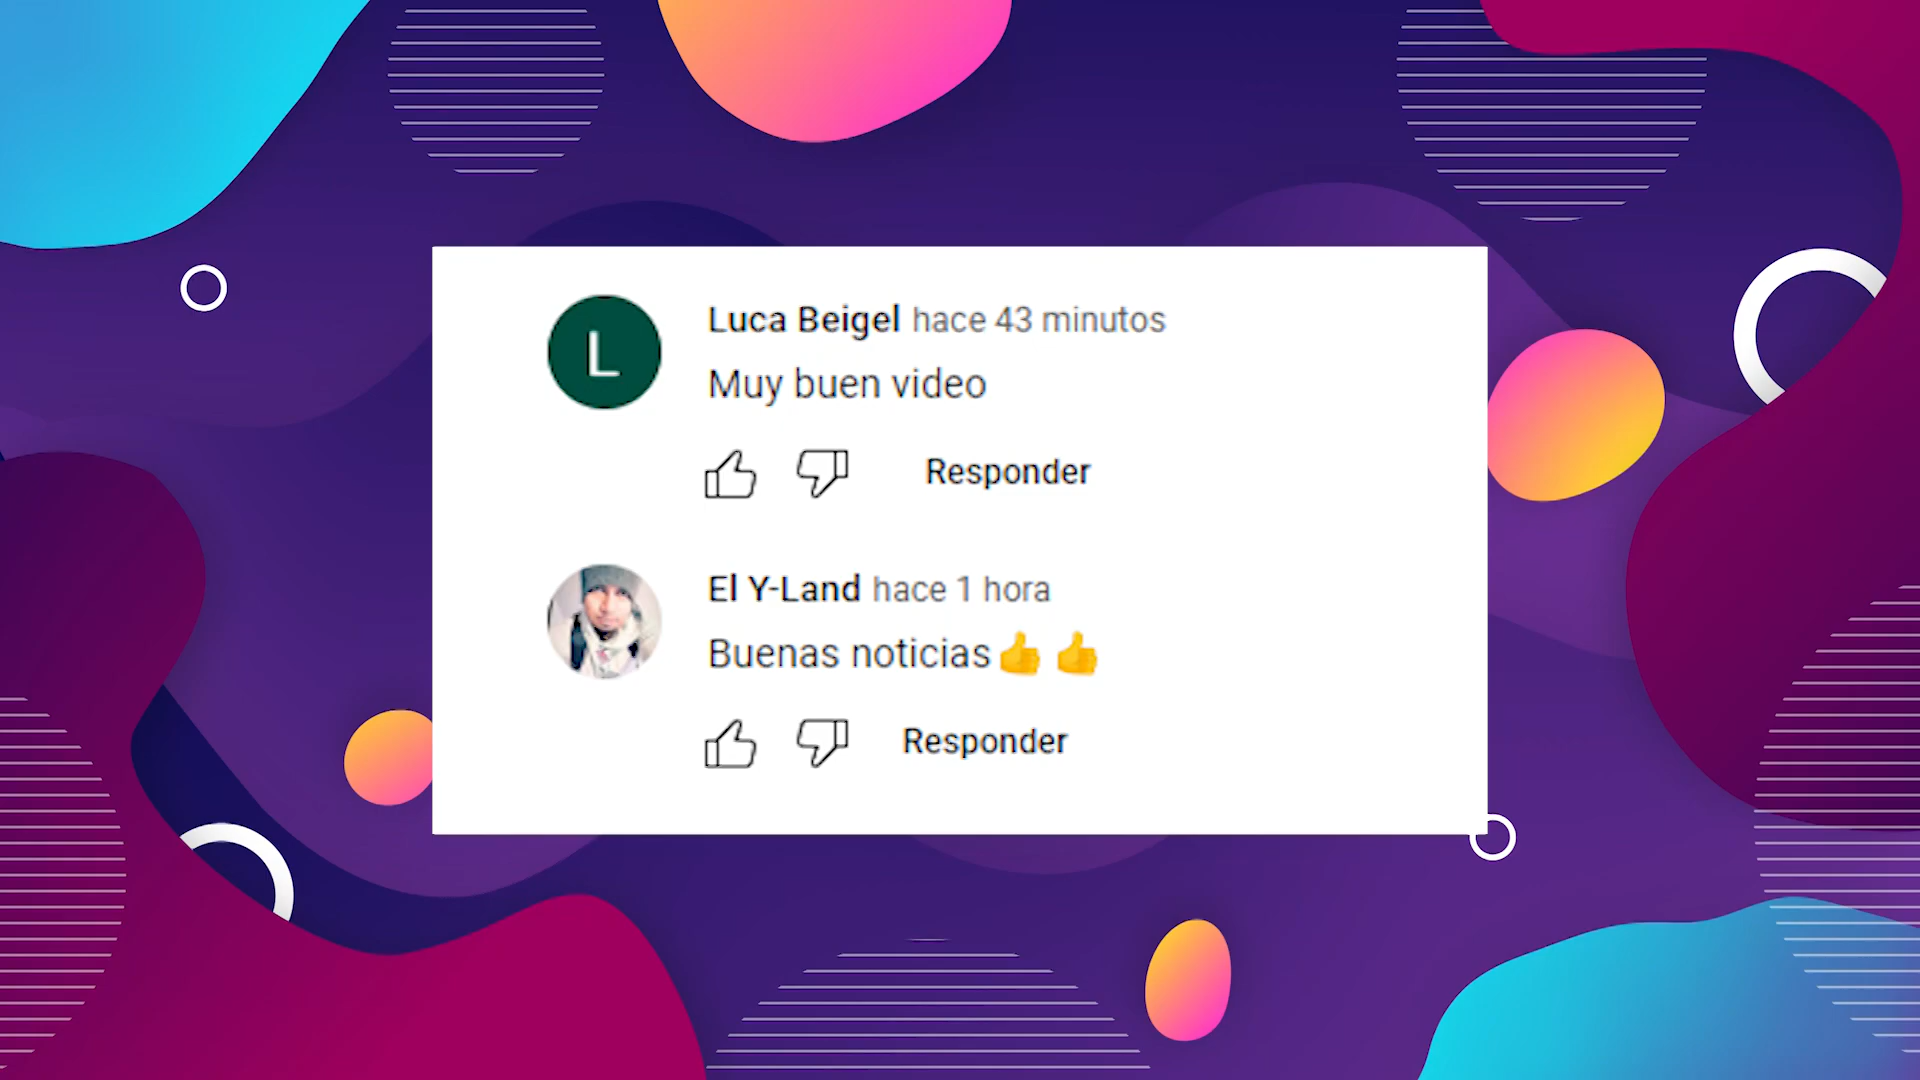 L
Luca Beigel hace 43 minutos
Muy buen video
Responder
El Y-Land hace 1 hora
Buenas noticias👍 👍
Responder